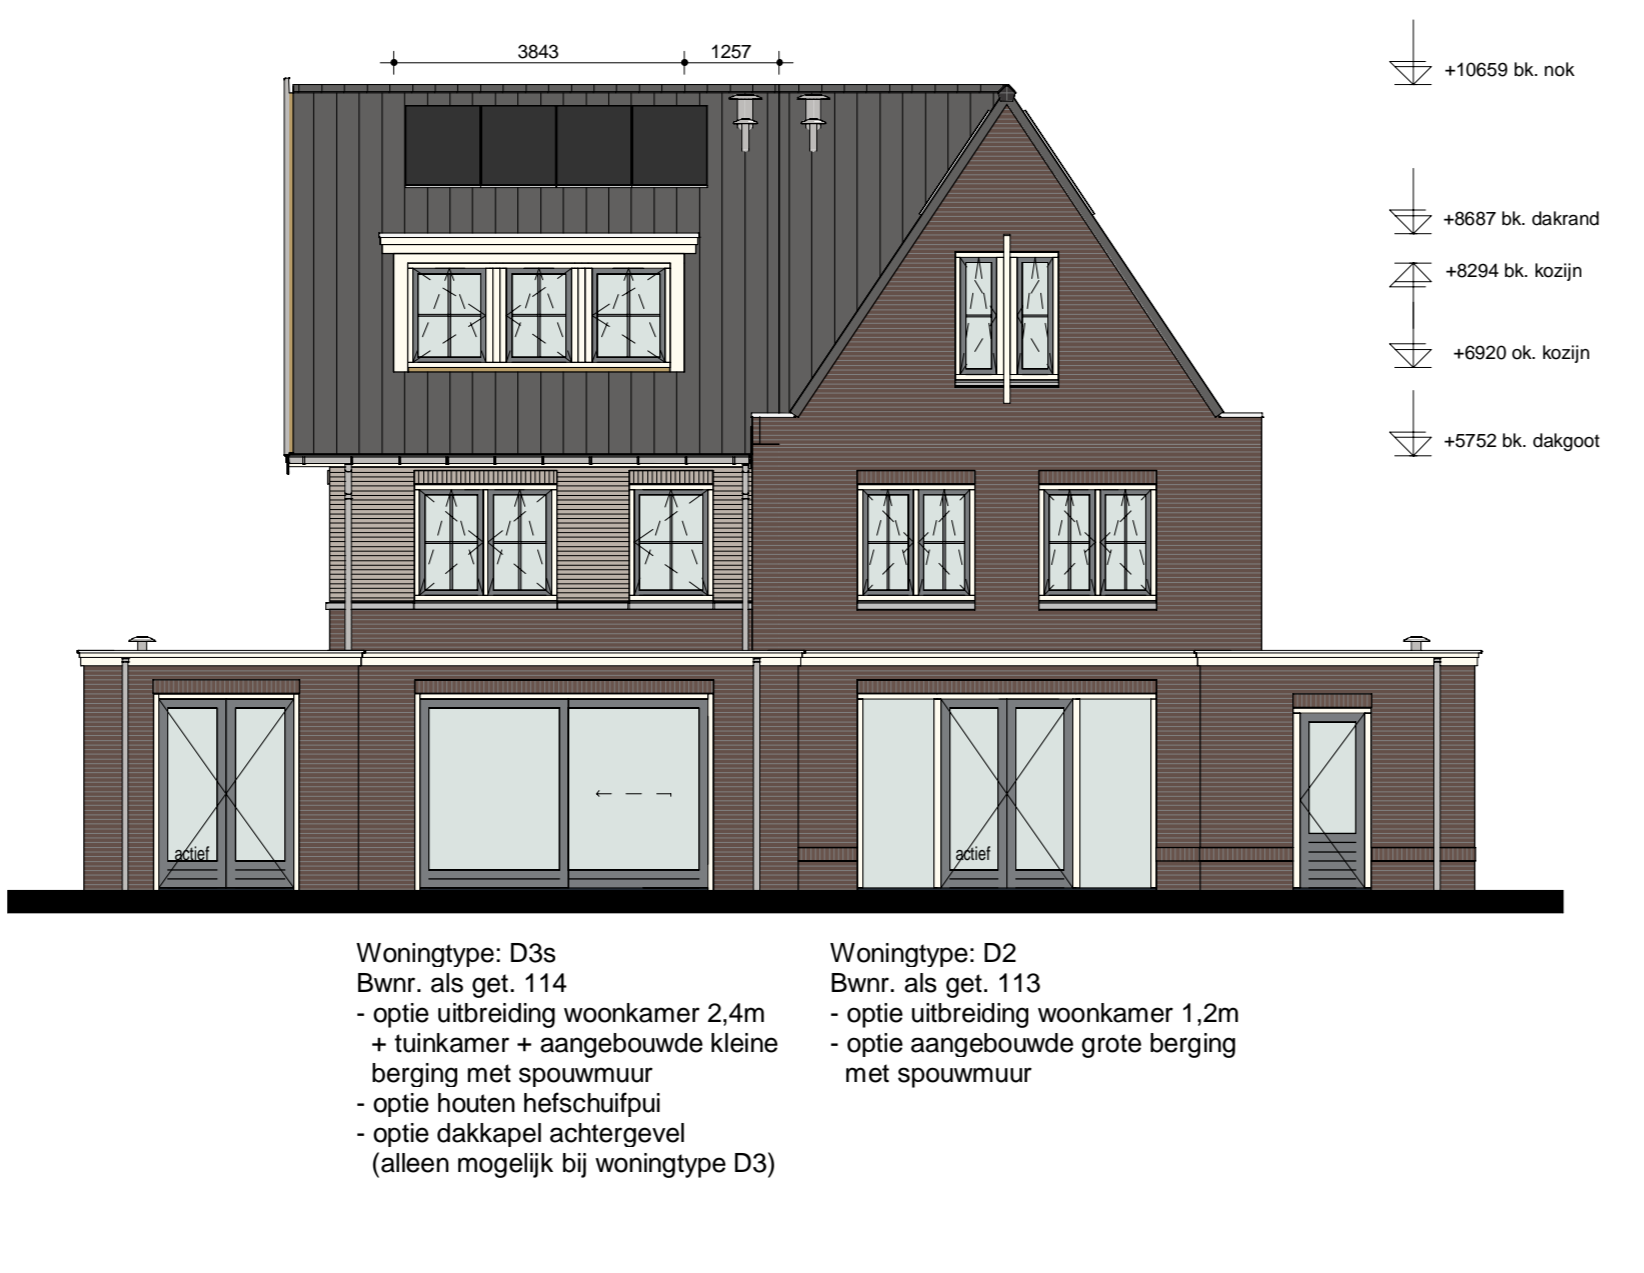 3843
1257
+10659 bk. nok
+8687 bk. dakrand
+8294 bk. kozijn
+6920 ok. kozijn
+5752 bk. dakgoot
actief
actief
Woningtype: D3s
Bwnr. als get. 114
- optie uitbreiding woonkamer 2,4m
+ tuinkamer + aangebouwde kleine
berging met spouwmuur
- optie houten hefschuifpui
- optie dakkapel achtergevel
(alleen mogelijk bij woningtype D3)
Woningtype: D2
Bwnr. als get. 113
- optie uitbreiding woonkamer 1,2m
- optie aangebouwde grote berging
met spouwmuur